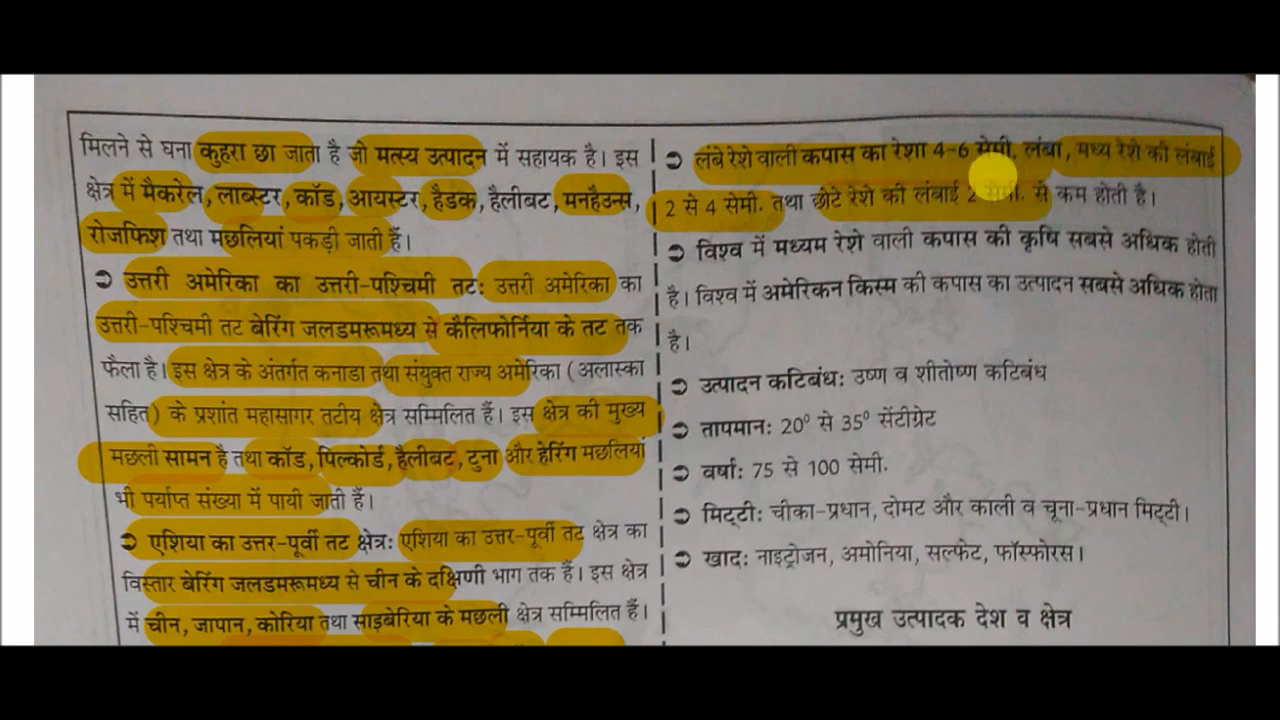 मिलने से घना कुहरा छा जाता है जो मत्स्य उत्पादन में सहायक है। इस
क्षेत्र में मैकरेल, लाब्स्टर, कॉड, आयस्टर, हैडक, हैलीबट, मनहैउन्स,
रोजफिश तथा मछलियां पकड़ी जाती हैं।
➲ उत्तरी अमेरिका का उत्तरी-पश्चिमी तट: उत्तरी अमेरिका का
उत्तरी-पश्चिमी तट बेरिंग जलडमरूमध्य से कैलिफोर्निया के तट तक
फैला है। इस क्षेत्र के अंतर्गत कनाडा तथा संयुक्त राज्य अमेरिका (अलास्का
सहित) के प्रशांत महासागर तटीय क्षेत्र सम्मिलित हैं। इस क्षेत्र की मुख्य
मछली सामन है तथा कॉड, पिल्कोर्ड, हैलीबट, टुना और हेरिंग मछलियां
भी पर्याप्त संख्या में पायी जाती हैं।
➲ एशिया का उत्तर-पूर्वी तट क्षेत्र: एशिया का उत्तर-पूर्वी तट क्षेत्र का
विस्तार बेरिंग जलडमरूमध्य से चीन के दक्षिणी भाग तक है। इस क्षेत्र
में चीन, जापान, कोरिया तथा साइबेरिया के मछली क्षेत्र सम्मिलित हैं।
➲ लंबे रेशे वाली कपास का रेशा 4-6 सेमी. लंबा, मध्य रेशे की लंबाई
2 से 4 सेमी. तथा छोटे रेशे की लंबाई 2 सेमी. से कम होती है।
➲ विश्व में मध्यम रेशे वाली कपास की कृषि सबसे अधिक होती
है। विश्व में अमेरिकन किस्म की कपास का उत्पादन सबसे अधिक होता
है।
➲ उत्पादन कटिबंध: उष्ण व शीतोष्ण कटिबंध
➲ तापमान: 20° से 35° सेंटीग्रेट
➲ वर्षा: 75 से 100 सेमी.
➲ मिट्टी: चीका-प्रधान, दोमट और काली व चूना-प्रधान मिट्टी।
➲ खाद: नाइट्रोजन, अमोनिया, सल्फेट, फॉस्फोरस।
प्रमुख उत्पादक देश व क्षेत्र